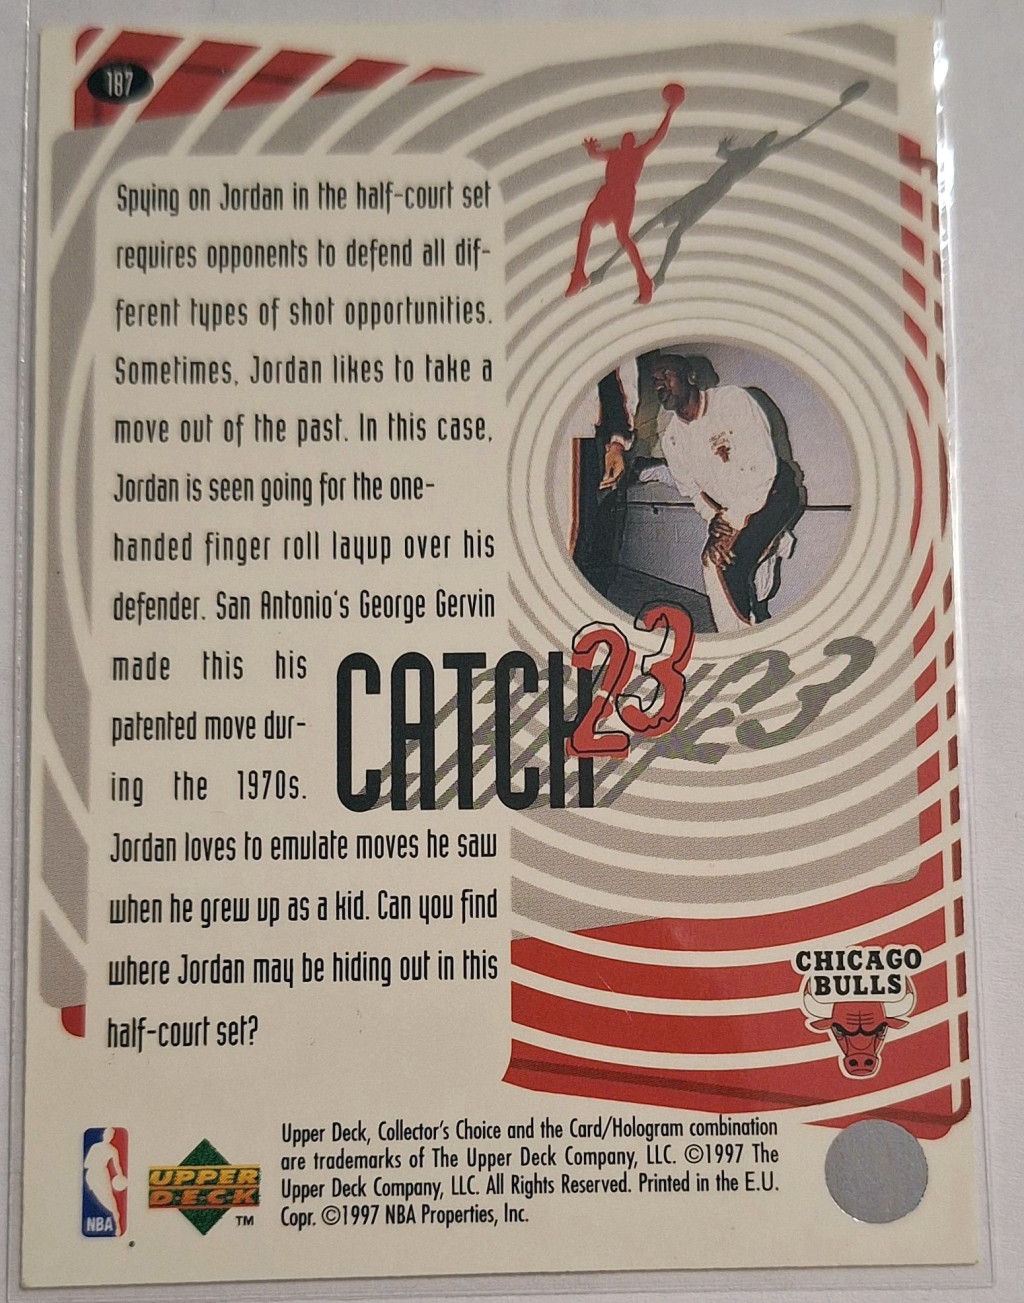 187
Spying on Jordan in the half-court set
requires opponents to defend all dif-
ferent types of shot opportunities.
Sometimes, Jordan likes to take a
move out of the past. In this case,
Jordan is seen going for the one-
handed finger roll layup over his
defender. San Antonio's George Gervin
made this his
patented move dur-
ing the 1970s.
Jordan loves to emulate moves he saw
when he grew up as a kid. Can you find
where Jordan may be hiding out in this
half-court set?
CATCH 23
CHICAGO
BULLS
NBA
UPPER
DECK
TM
Upper Deck, Collector's Choice and the Card/Hologram combination
are trademarks of The Upper Deck Company, LLC. ©1997 The
Upper Deck Company, LLC. All Rights Reserved. Printed in the E.U.
Copr. ©1997 NBA Properties, Inc.